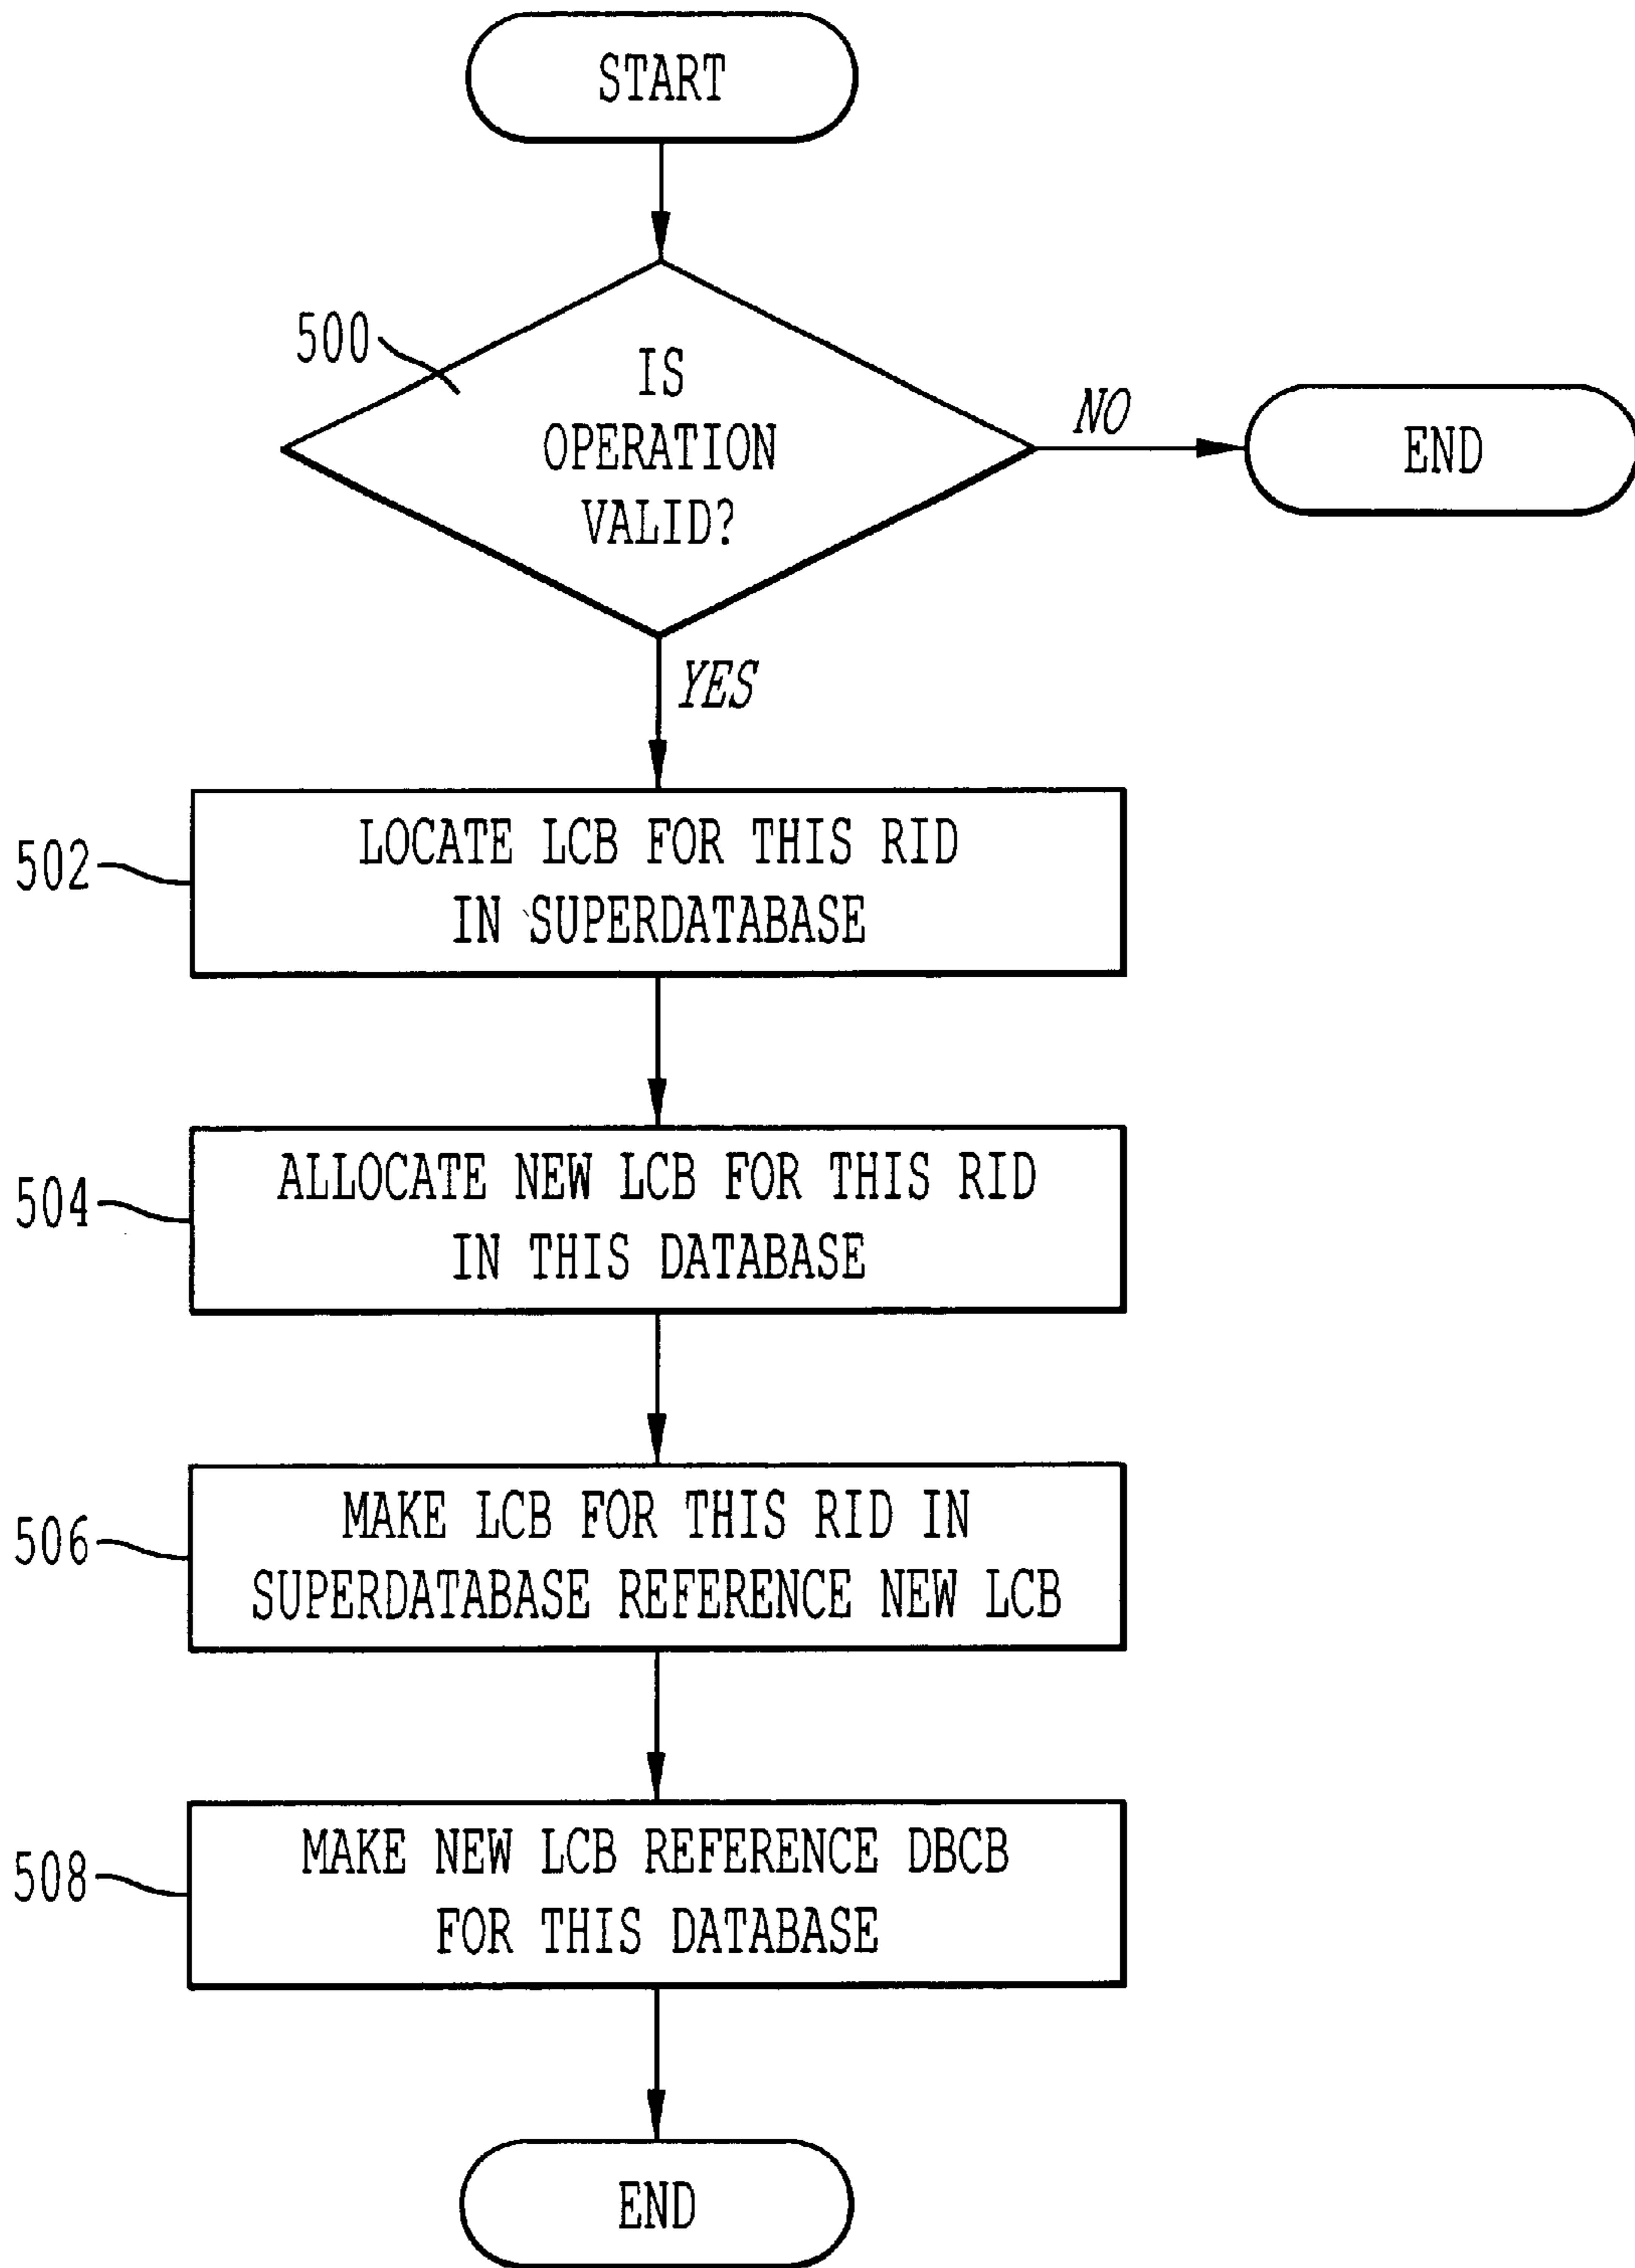 START
500
IS
OPERATION
VALID?
NO
END
YES
502
LOCATE LCB FOR THIS RID
IN SUPERDATABASE
504
ALLOCATE NEW LCB FOR THIS RID
IN THIS DATABASE
506
MAKE LCB FOR THIS RID IN
SUPERDATABASE REFERENCE NEW LCB
508
MAKE NEW LCB REFERENCE DBCB
FOR THIS DATABASE
END